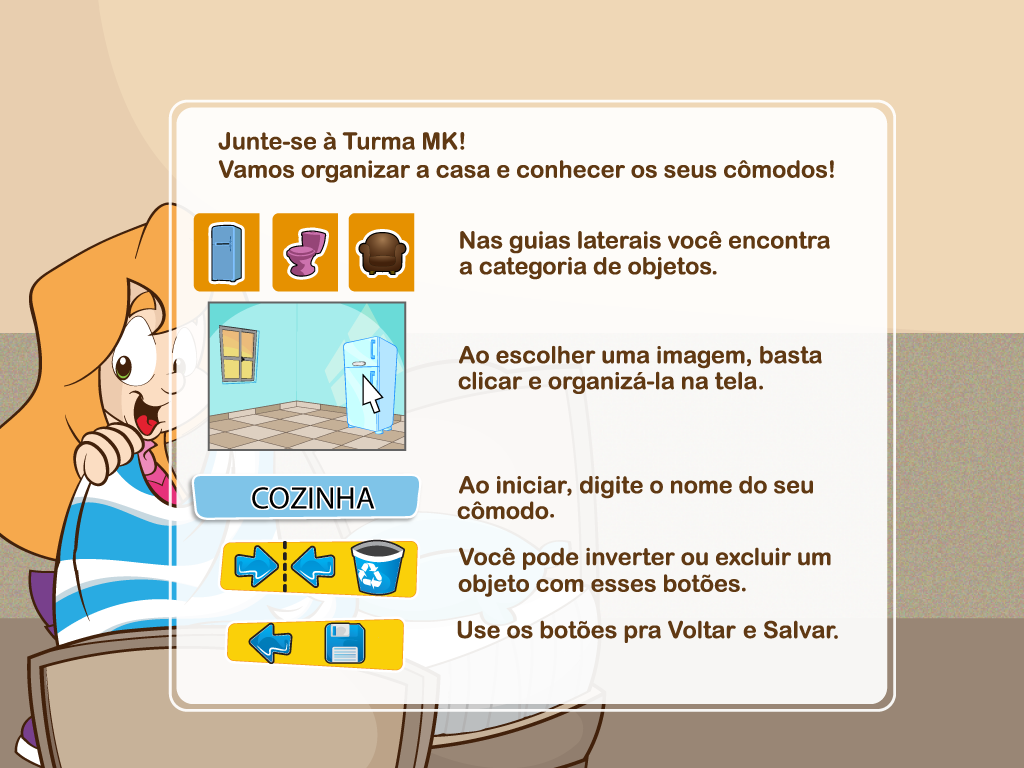 Junte-se à Turma MK!
Vamos organizar a casa e conhecer os seus cômodos!
Nas guias laterais você encontra
a categoria de objetos.
Ao escolher uma imagem, basta
clicar e organizá-la na tela.
COZINHA
Ao iniciar, digite o nome do seu
cômodo.
Você pode inverter ou excluir um
objeto com esses botões.
Use os botões pra Voltar e Salvar.